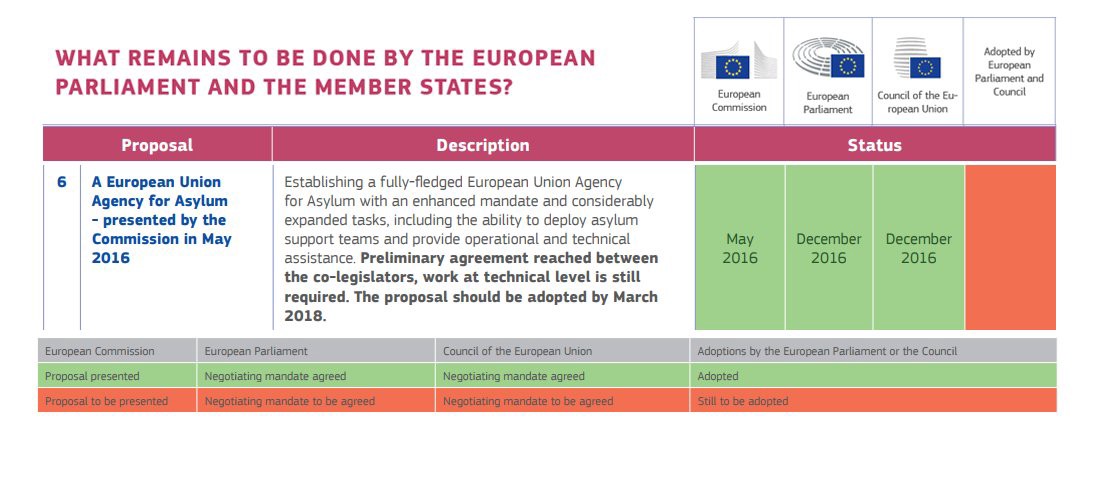 WHAT REMAINS TO BE DONE BY THE EUROPEAN
PARLIAMENT AND THE MEMBER STATES?
European
Commission
European
Parliament
Council of the Eu-
ropean Union
Adopted by
European
Parliament and
Council
Proposal
Description
Status
6
A European Union
Agency for Asylum
– presented by the
Commission in May
2016
Establishing a fully-fledged European Union Agency
for Asylum with an enhanced mandate and considerably
expanded tasks, including the ability to deploy asylum
support teams and provide operational and technical
assistance. Preliminary agreement reached between
the co-legislators, work at technical level is still
required. The proposal should be adopted by March
2018.
May
2016
December
2016
December
2016
European Commission
European Parliament
Council of the European Union
Adoptions by the European Parliament or the Council
Proposal presented
Negotiating mandate agreed
Negotiating mandate agreed
Adopted
Proposal to be presented
Negotiating mandate to be agreed
Negotiating mandate to be agreed
Still to be adopted